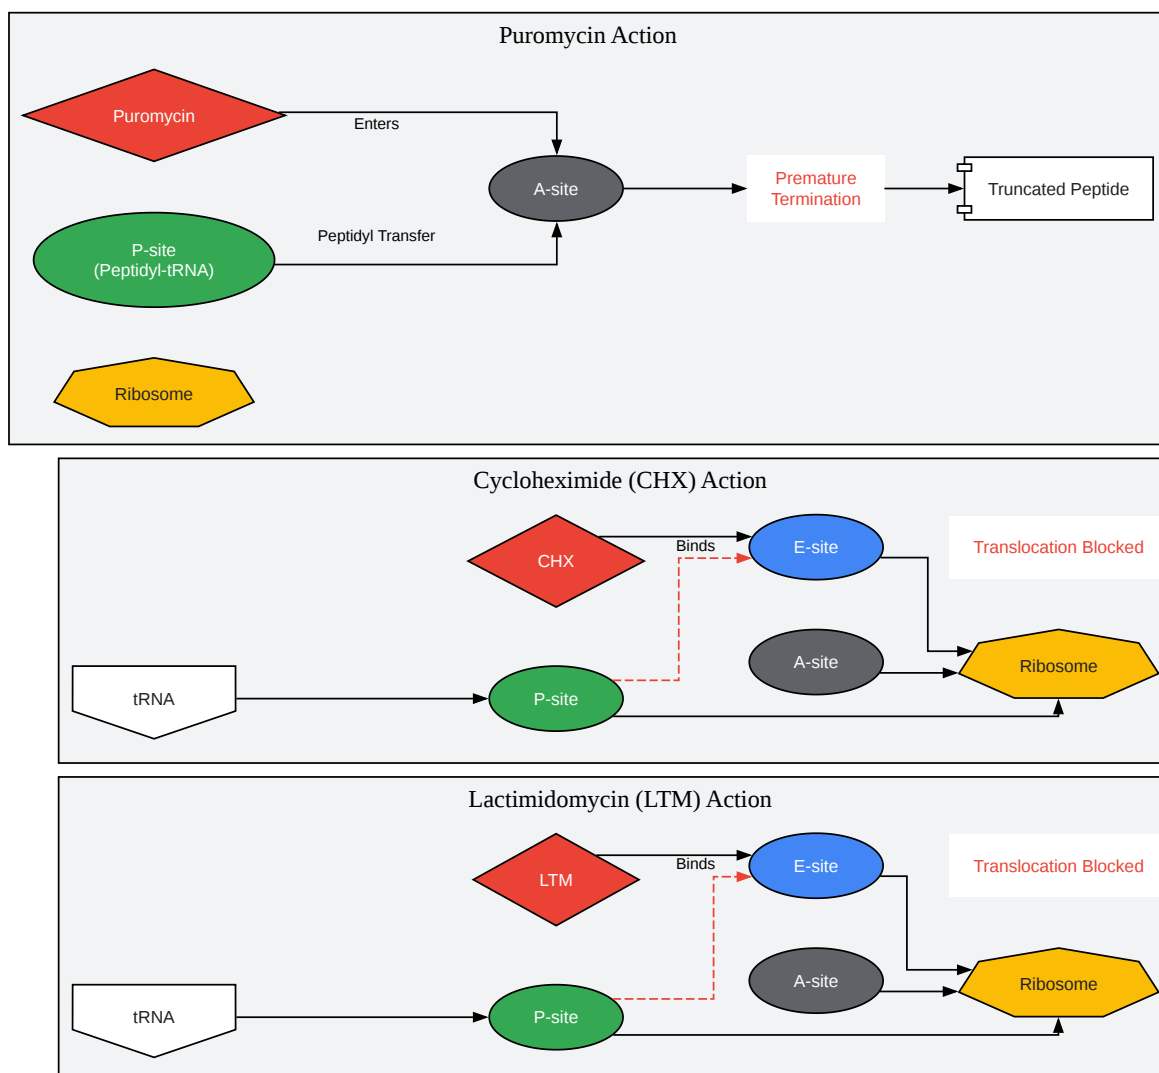 Puromycin Action
Puromycin
Enters
A-site
Premature
Termination
Truncated Peptide
Peptidyl Transfer
P-site
(Peptidyl-tRNA)
Ribosome
Cycloheximide (CHX) Action
CHX
Binds
E-site
Translocation Blocked
A-site
Ribosome
tRNA
P-site
Lactimidomycin (LTM) Action
LTM
Binds
E-site
Translocation Blocked
A-site
Ribosome
tRNA
P-site